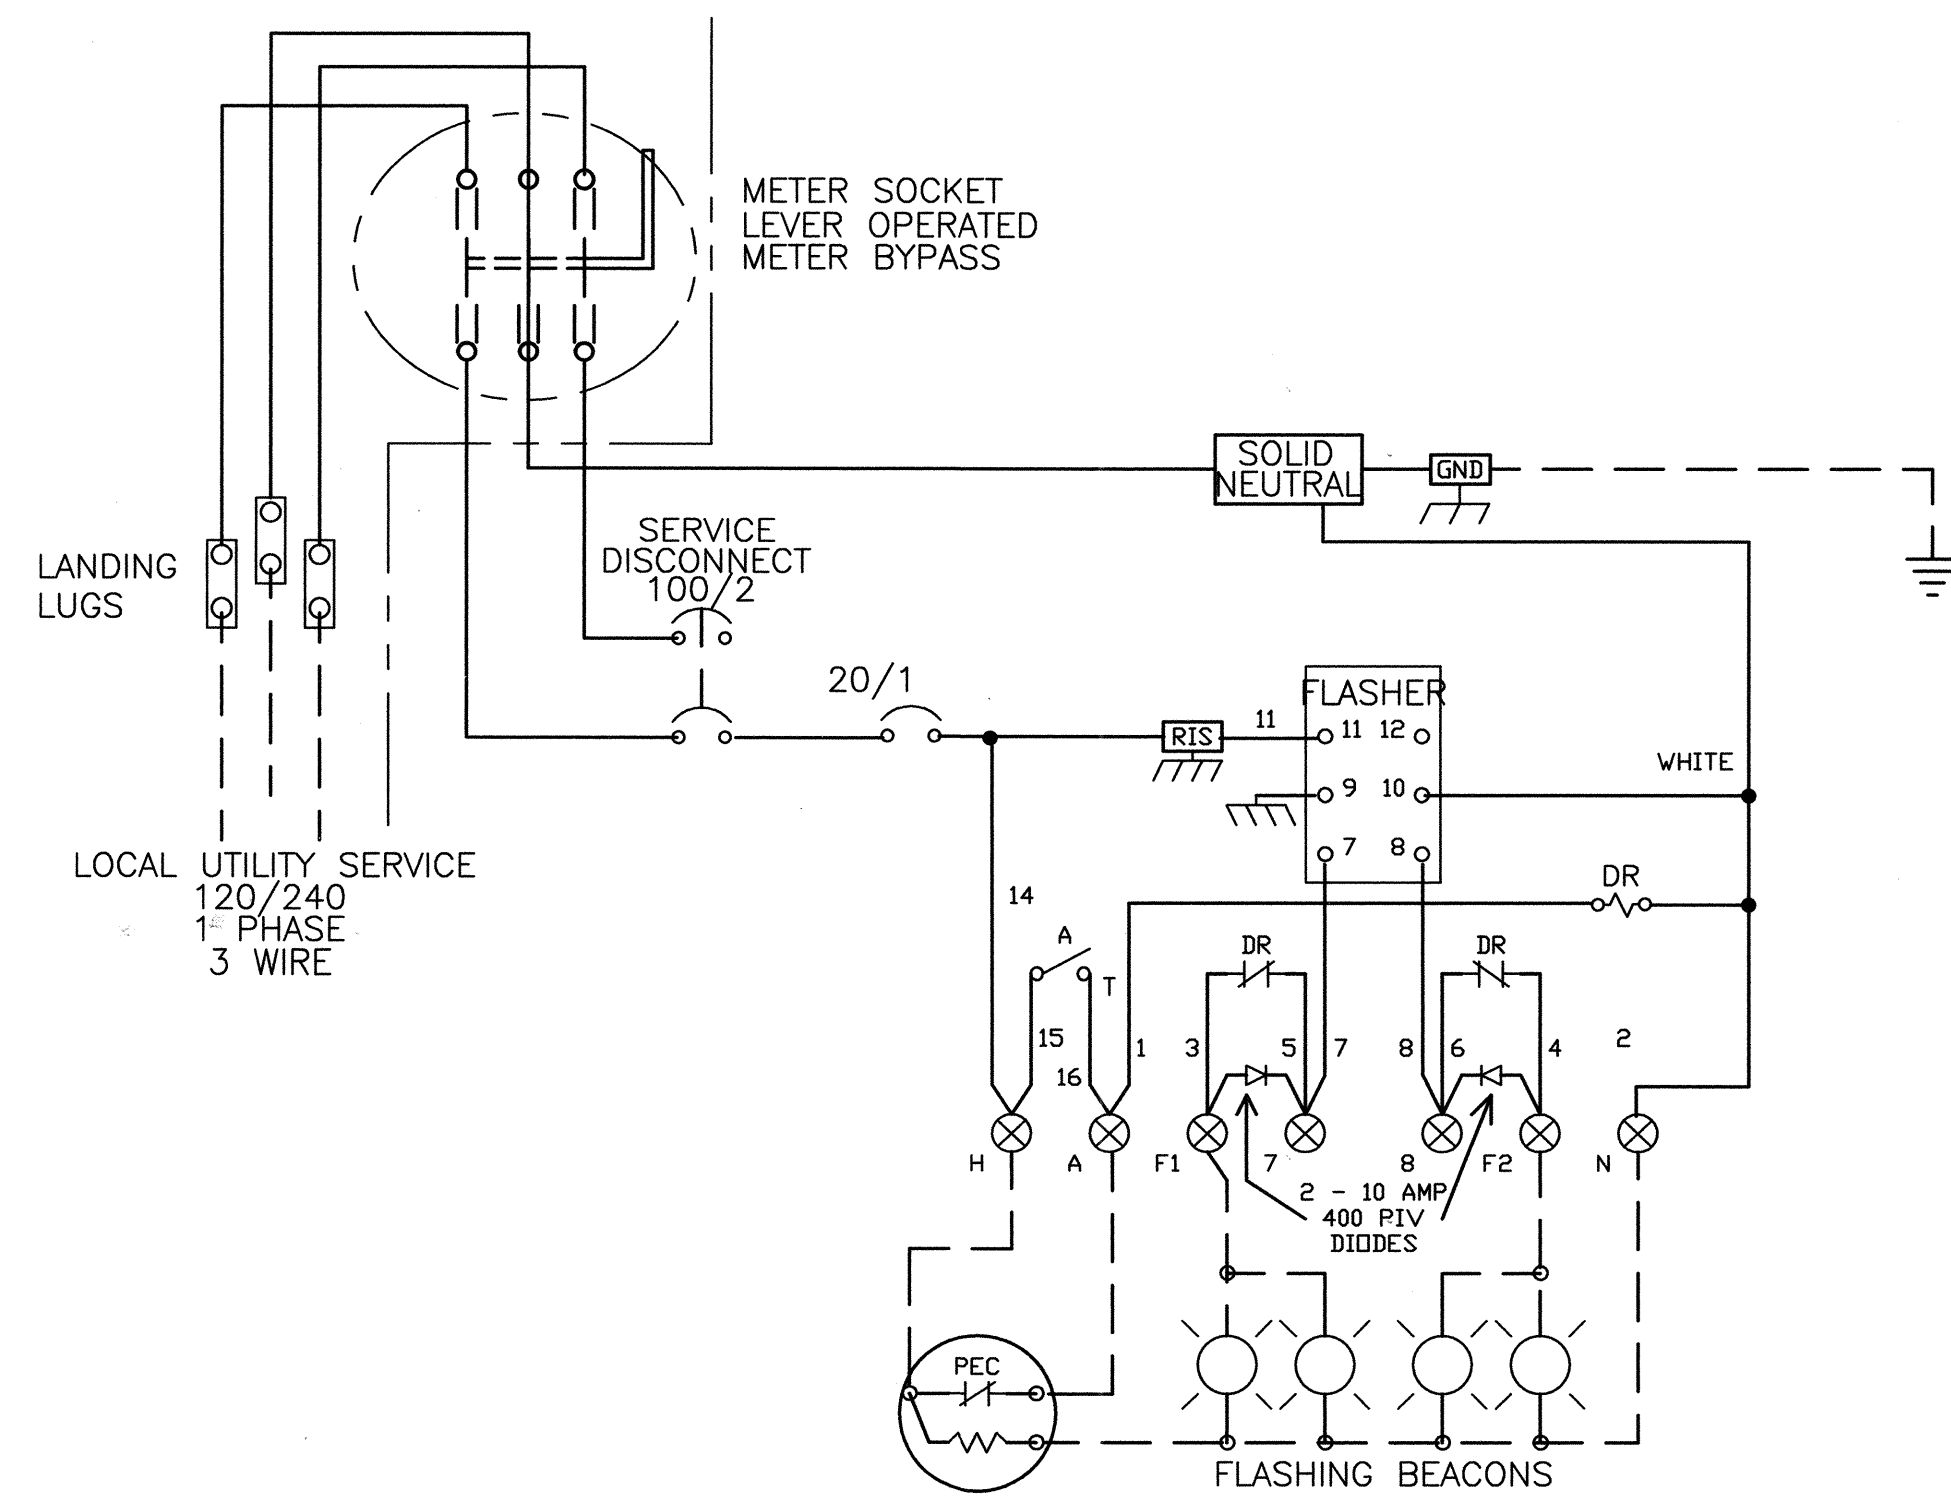 METER SOCKET
LEVER OPERATED
METER BYPASS
SOLID
NEUTRAL
GND
SERVICE
DISCONNECT
100/2
LANDING
LUGS
20/1
FLASHER
RIS
11
11 12
WHITE
9 10
7 8
LOCAL UTILITY SERVICE
120/240
1 PHASE
3 WIRE
DR
14
A
T
DR
DR
15
16
1
3
5
7
8
6
4
2
H
A
F1
7
8
F2
N
2 - 10 AMP
400 PIV
DIODES
PEC
FLASHING BEACONS